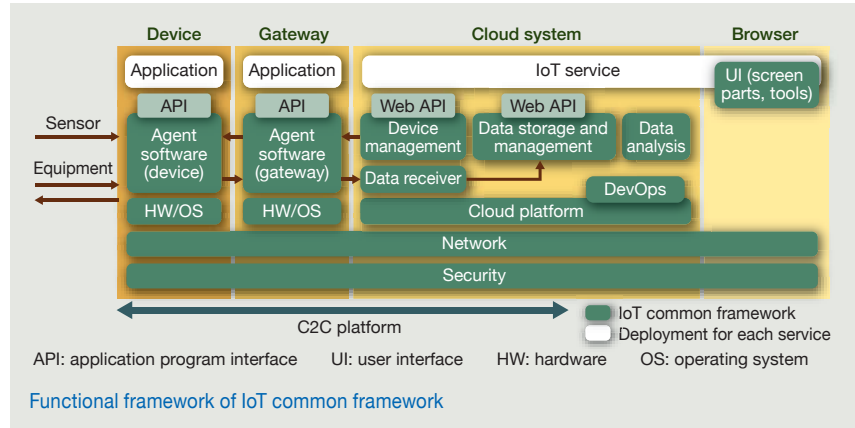 Device
Gateway
Cloud system
Browser
Application
Application
IoT service
UI (screen
parts, tools)
API
API
Web API
Web API
Sensor
Equipment
Agent
software
(device)
Agent
software
(gateway)
Device
management
Data storage and
management
Data
analysis
Data receiver
DevOps
HW/OS
HW/OS
Cloud platform
Network
Security
C2C platform
IoT common framework
Deployment for each service
API: application program interface UI: user interface HW: hardware OS: operating system
Functional framework of IoT common framework